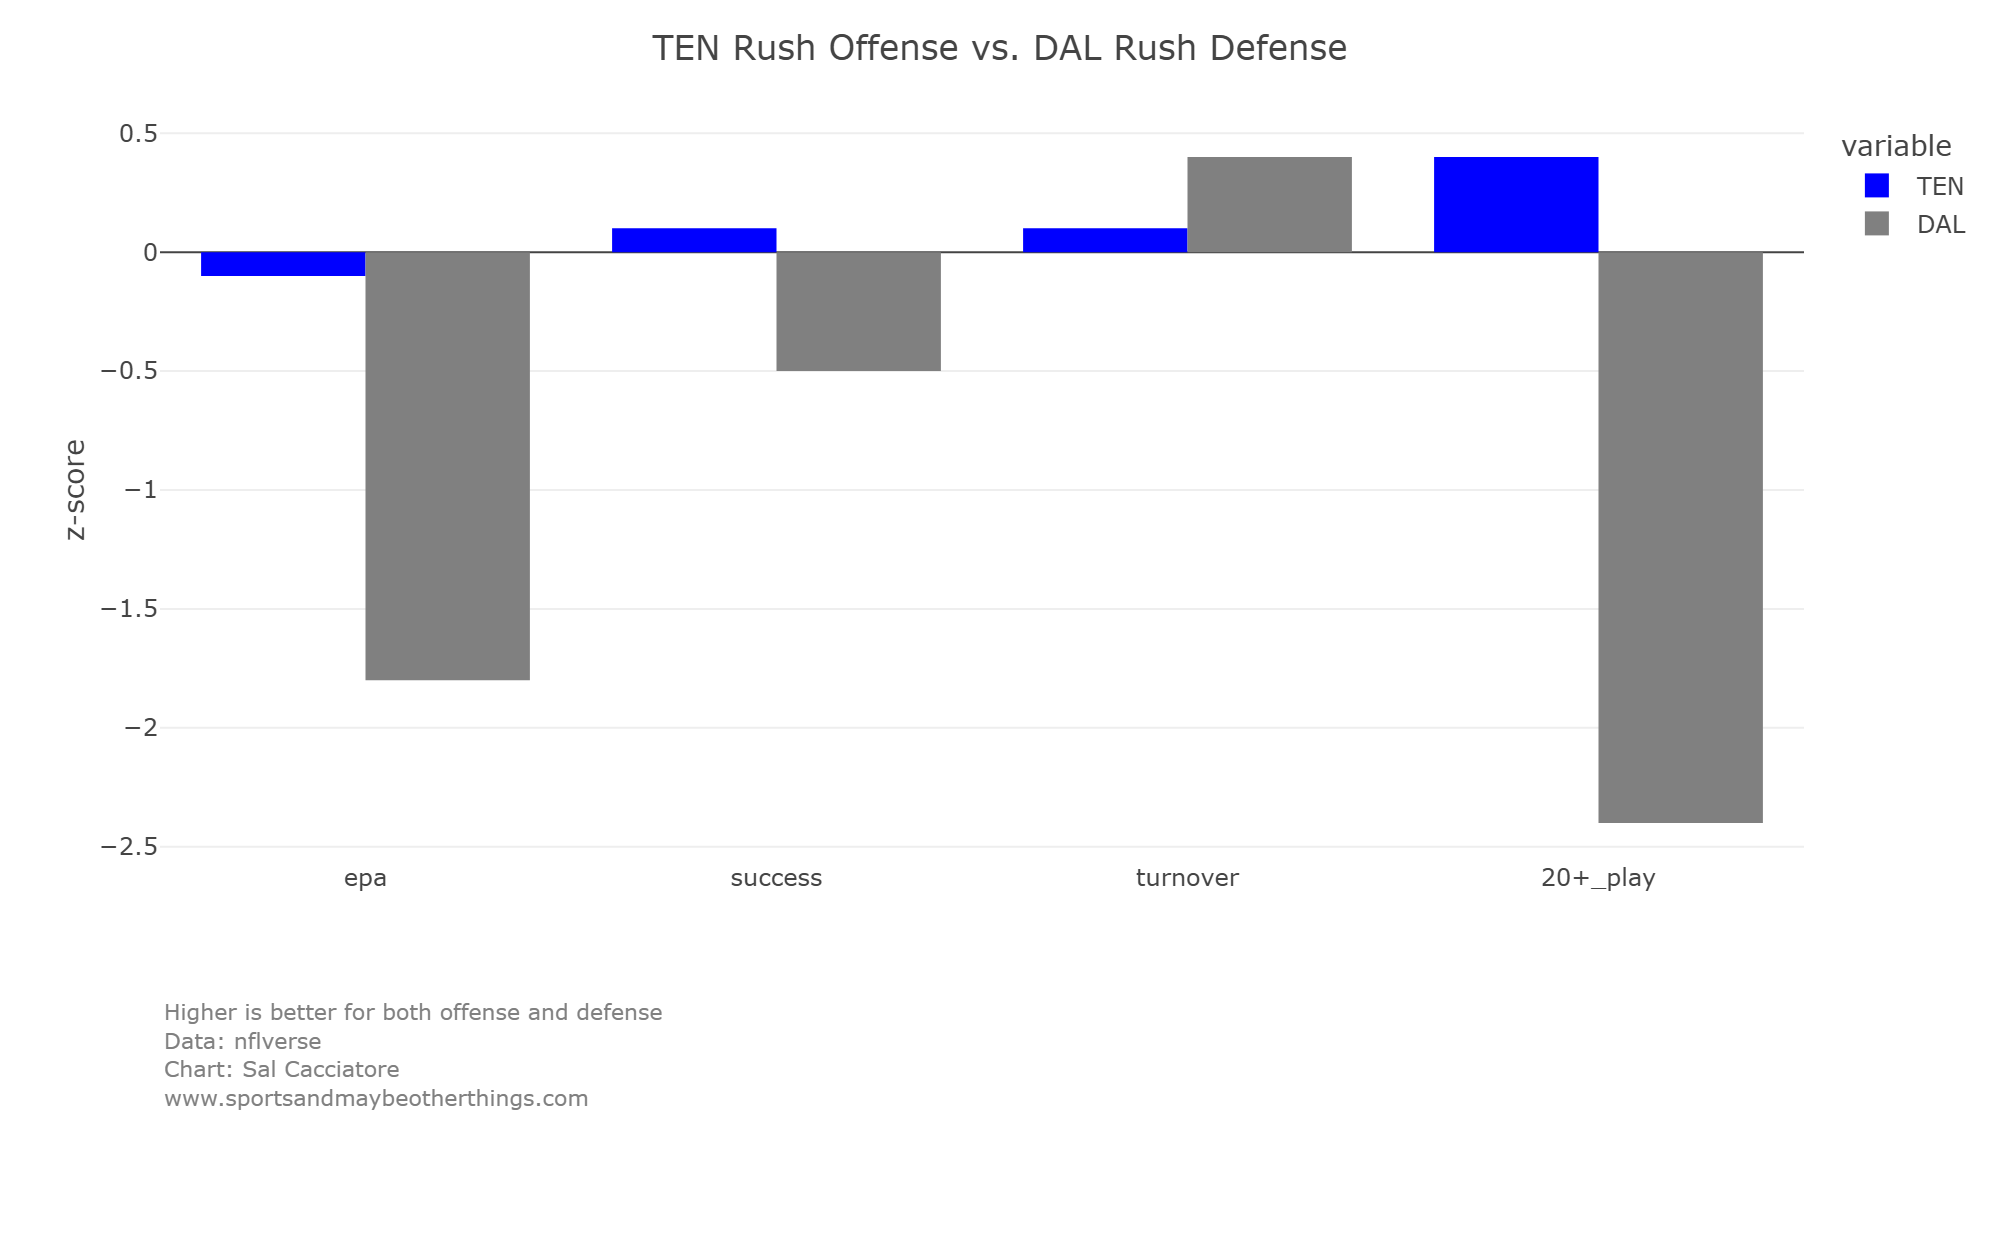 TEN Rush Offense vs. DAL Rush Defense
variable
TEN
DAL
0.5
0
−0.5
−1
−1.5
−2
−2.5
z-score
epa success turnover 20+_play
Higher is better for both offense and defense
Data: nflverse
Chart: Sal Cacciatore
www.sportsandmaybeotherthings.com